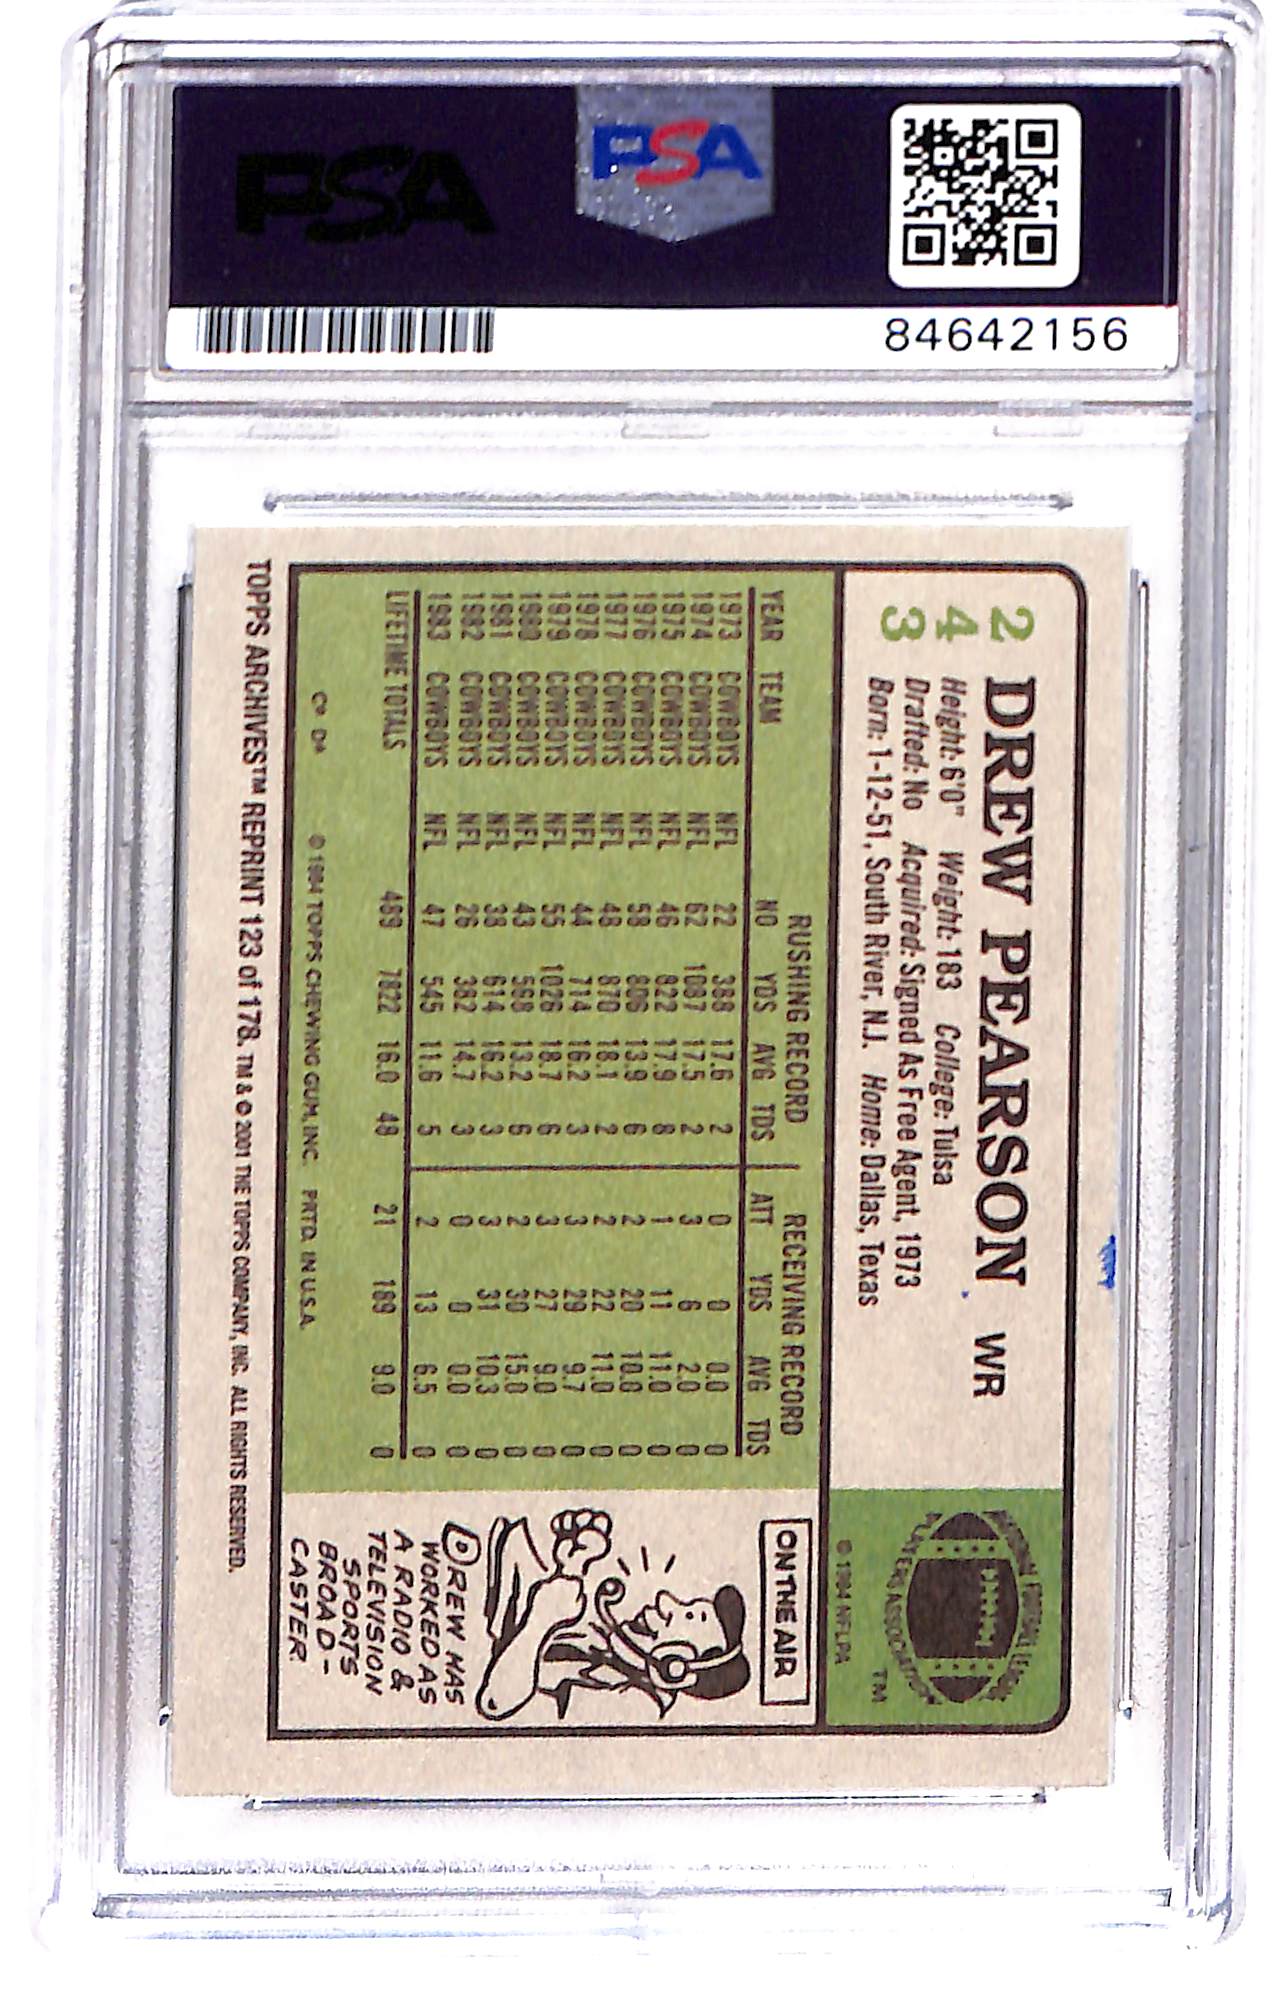 PSA
PSA
84642156
243
DREW PEARSON WR
Height: 6'0" Weight: 183 College: Tulsa
Drafted: No Acquired: Signed As Free Agent, 1973
Born: 1-12-51, South River, N.J. Home: Dallas, Texas
NATIONAL FOOTBALL LEAGUE
PLAYERS ASSOCIATION
TM
© 1984 NFLPA
RUSHING RECORD RECEIVING RECORD
YEAR TEAM NO YDS AVG TDS ATT YDS AVG TDS
1973 COWBOYS NFL 22 388 17.6 2 0 0 0.0 0
1974 COWBOYS NFL 62 1087 17.5 2 3 6 2.0 0
1975 COWBOYS NFL 46 822 17.9 8 1 11 11.0 0
1976 COWBOYS NFL 58 806 13.9 6 2 20 10.0 0
1977 COWBOYS NFL 48 870 18.1 2 2 22 11.0 0
1978 COWBOYS NFL 44 714 16.2 3 3 29 9.7 0
1979 COWBOYS NFL 55 1026 18.7 6 3 27 9.0 0
1980 COWBOYS NFL 43 568 13.2 6 2 30 15.0 0
1981 COWBOYS NFL 38 614 16.2 3 3 31 10.3 0
1982 COWBOYS NFL 26 382 14.7 3 0 0 0.0 0
1983 COWBOYS NFL 47 545 11.6 5 2 13 6.5 0
LIFETIME TOTALS 489 7822 16.0 48 21 189 9.0 0
C* D* © 1984 TOPPS CHEWING GUM, INC. PRTD. IN U.S.A.
ON THE AIR
DREW HAS
WORKED AS
A RADIO &
TELEVISION
SPORTS
BROAD-
CASTER
TOPPS ARCHIVES™ REPRINT 123 of 178. TM & © 2001 THE TOPPS COMPANY, INC. ALL RIGHTS RESERVED.